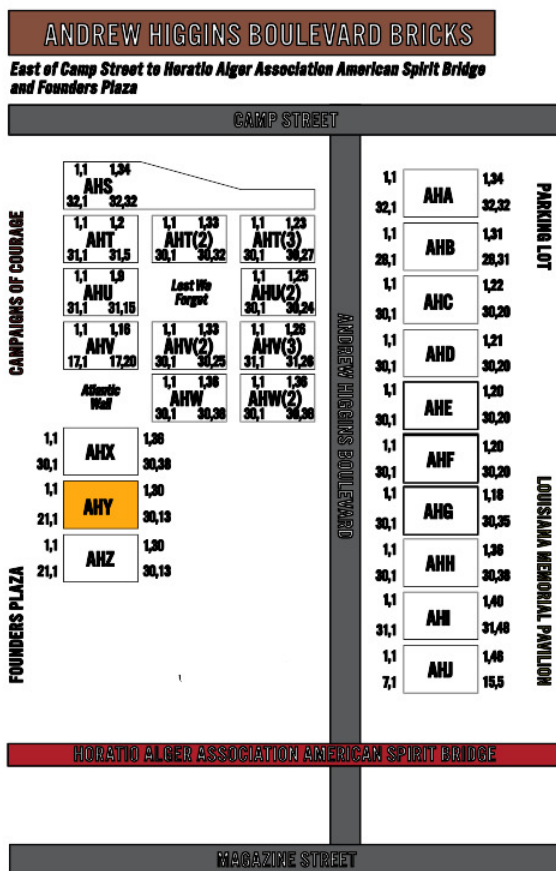 ANDREW HIGGINS BOULEVARD BRICKS
East of Camp Street to Horatio Alger Association American Spirit Bridge
and Founders Plaza
CAMP STREET
1,1 1,34
AHS
32,1 32,32
1,1 1,2
AHT
31,1 31,5
1,1 1,33
AHT(2)
30,1 30,32
1,1 1,23
AHT(3)
30,1 30,27
1,1 1,9
AHU
31,1 31,15
Lest We
Forget
1,1 1,25
AHU(2)
30,1 30,24
1,1 1,16
AHV
17,1 17,20
1,1 1,33
AHV(2)
30,1 30,25
1,1 1,26
AHV(3)
31,1 31,26
Atlantic
Wall
1,1 1,36
AHW
30,1 30,36
1,1 1,36
AHW(2)
30,1 30,38
1,1 1,36
AHX
30,1 30,38
1,1 1,30
AHY
21,1 30,13
1,1 1,30
AHZ
21,1 30,13
CAMPAIGNS OF COURAGE
FOUNDERS PLAZA
ANDREW HIGGINS BOULEVARD
1,1 1,34
AHA
32,1 32,32
1,1 1,31
AHB
28,1 28,31
1,1 1,22
AHC
30,1 30,20
1,1 1,21
AHD
30,1 30,20
1,1 1,20
AHE
30,1 30,20
1,1 1,20
AHF
30,1 30,20
1,1 1,18
AHG
30,1 30,35
1,1 1,36
AHH
30,1 30,36
1,1 1,40
AHI
31,1 31,48
1,1 1,46
AHJ
7,1 15,5
PARKING LOT
LOUISIANA MEMORIAL PAVILION
HORATIO ALGER ASSOCIATION AMERICAN SPIRIT BRIDGE
MAGAZINE STREET